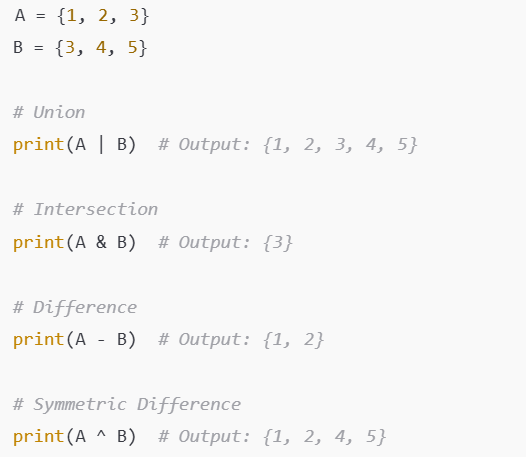 A = {1, 2, 3}
B = {3, 4, 5}
# Union
print(A | B)  # Output: {1, 2, 3, 4, 5}
# Intersection
print(A & B)  # Output: {3}
# Difference
print(A - B)  # Output: {1, 2}
# Symmetric Difference
print(A ^ B)  # Output: {1, 2, 4, 5}